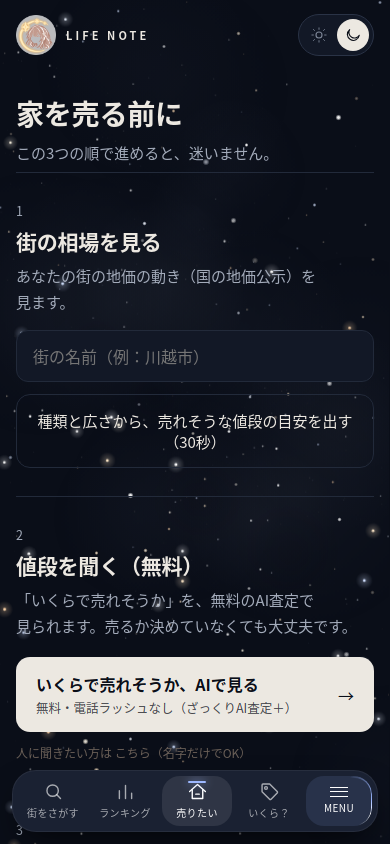 LIFE NOTE
家を売る前に
この3つの順で進めると、迷いません。
1
街の相場を見る
あなたの街の地価の動き（国の地価公示）を
見ます。
街の名前（例：川越市）
種類と広さから、売れそうな値段の目安を出す
（30秒）
2
値段を聞く（無料）
「いくらで売れそうか」を、無料のAI査定で
見られます。売るか決めていなくても大丈夫です。
いくらで売れそうか、AIで見る
無料・電話ラッシュなし（ざっくりAI査定＋）
→
人に聞きたい方は こちら（名字だけでOK）
街をさがす
ランキング
売りたい
いくら？
MENU
3